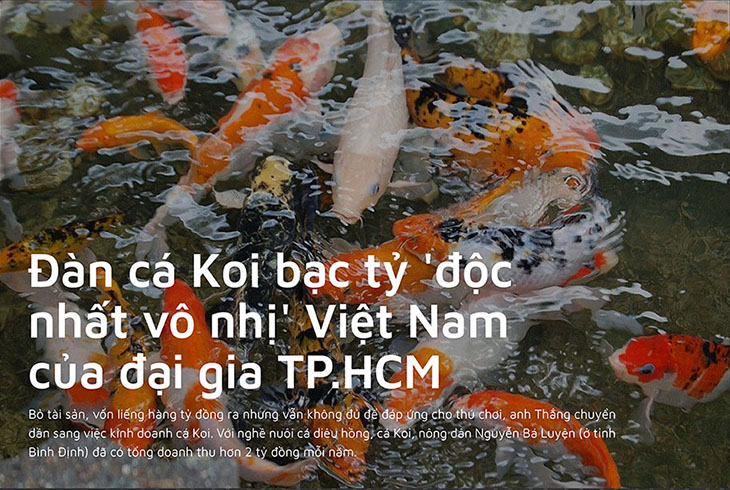 Đàn cá Koi bạc tỷ 'độc
nhất vô nhị' Việt Nam
của đại gia TP.HCM
Bỏ tài sản, vốn liếng hàng tỷ đồng ra nhưng vẫn không đủ để đáp ứng cho thú chơi, anh Thắng chuyển
dần sang việc kinh doanh cá Koi. Với nghề nuôi cá diêu hồng, cá Koi, nông dân Nguyễn Bá Luyện (ở tỉnh
Bình Định) đã có tổng doanh thu hơn 2 tỷ đồng mỗi năm.